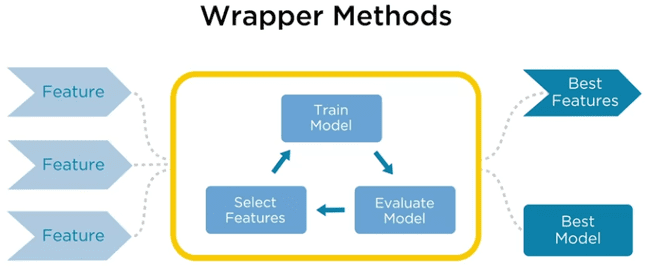 Wrapper Methods
Feature
Feature
Feature
Train
Model
Select
Features
Evaluate
Model
Best
Features
Best
Model